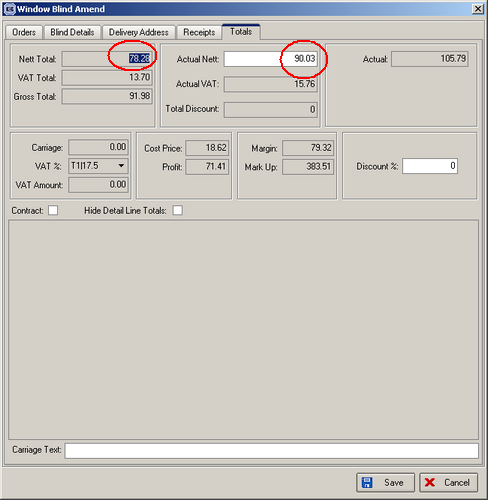 Window Blind Amend
Orders Blind Details Delivery Address Receipts Totals
Nett Total: 78.28 Actual Nett: 90.03 Actual: 105.79
VAT Total: 13.70 Actual VAT: 15.76
Gross Total: 91.98 Total Discount: 0
Carriage: 0.00 Cost Price: 18.62 Margin: 79.32
VAT %: T1|17.5 Profit: 71.41 Mark Up: 383.51 Discount %: 0
VAT Amount: 0.00
Contract: Hide Detail Line Totals:
Carriage Text:
Save Cancel